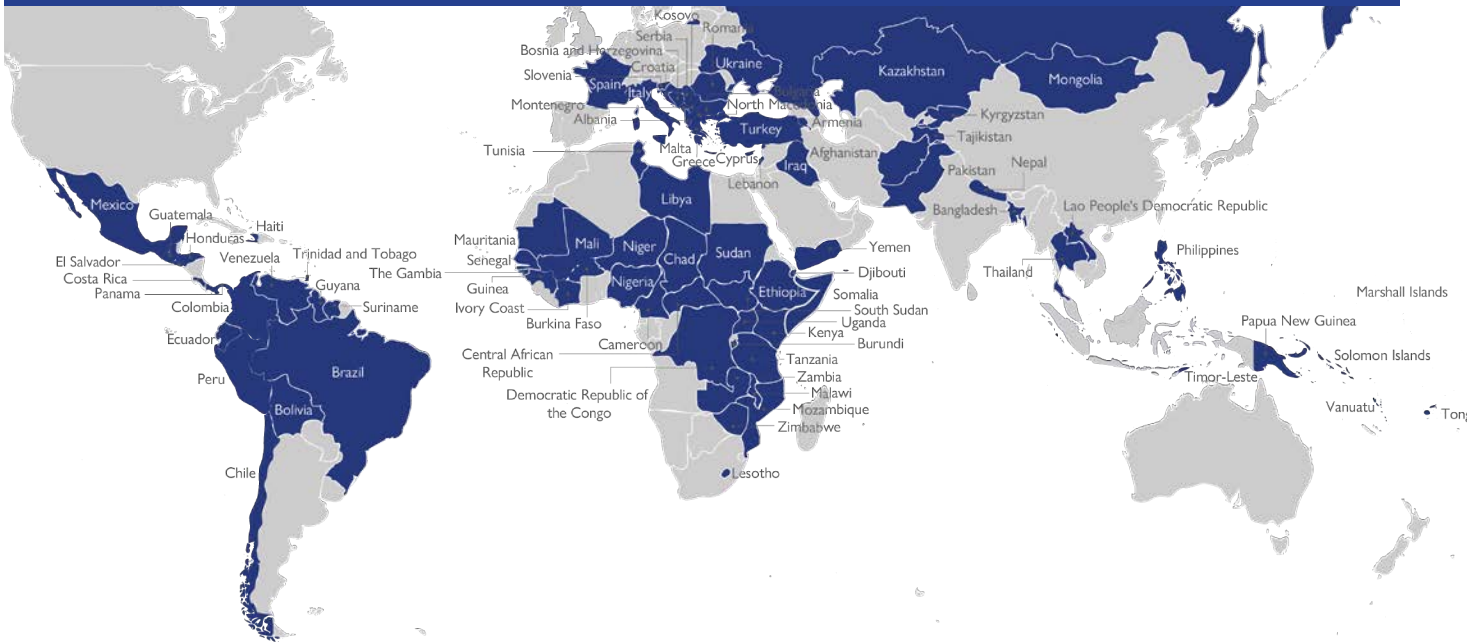 Kosovo
Romania
Serbia
Bosnia and Herzegovina
Croatia
Slovenia
Spain
Italy
Ukraine
Bulgaria
Montenegro
North Macedonia
Albania
Turkey
Armenia
Kazakhstan
Mongolia
Kyrgyzstan
Tajikistan
Tunisia
Malta
Greece
Cyprus
Iraq
Afghanistan
Lebanon
Pakistan
Nepal
Bangladesh
Lao People's Democratic Republic
Mexico
Guatemala
Haiti
Honduras
El Salvador
Venezuela
Trinidad and Tobago
Costa Rica
Panama
Guyana
Colombia
Suriname
Ecuador
Peru
Brazil
Bolivia
Chile
Libya
Mauritania
Mali
Niger
Chad
Sudan
Senegal
The Gambia
Guinea
Nigeria
Ethiopia
Ivory Coast
Burkina Faso
Cameroon
Central African
Republic
Democratic Republic of
the Congo
Yemen
Djibouti
Somalia
South Sudan
Uganda
Kenya
Burundi
Tanzania
Zambia
Malawi
Mozambique
Zimbabwe
Lesotho
Thailand
Philippines
Marshall Islands
Papua New Guinea
Solomon Islands
Timor-Leste
Vanuatu
Tong